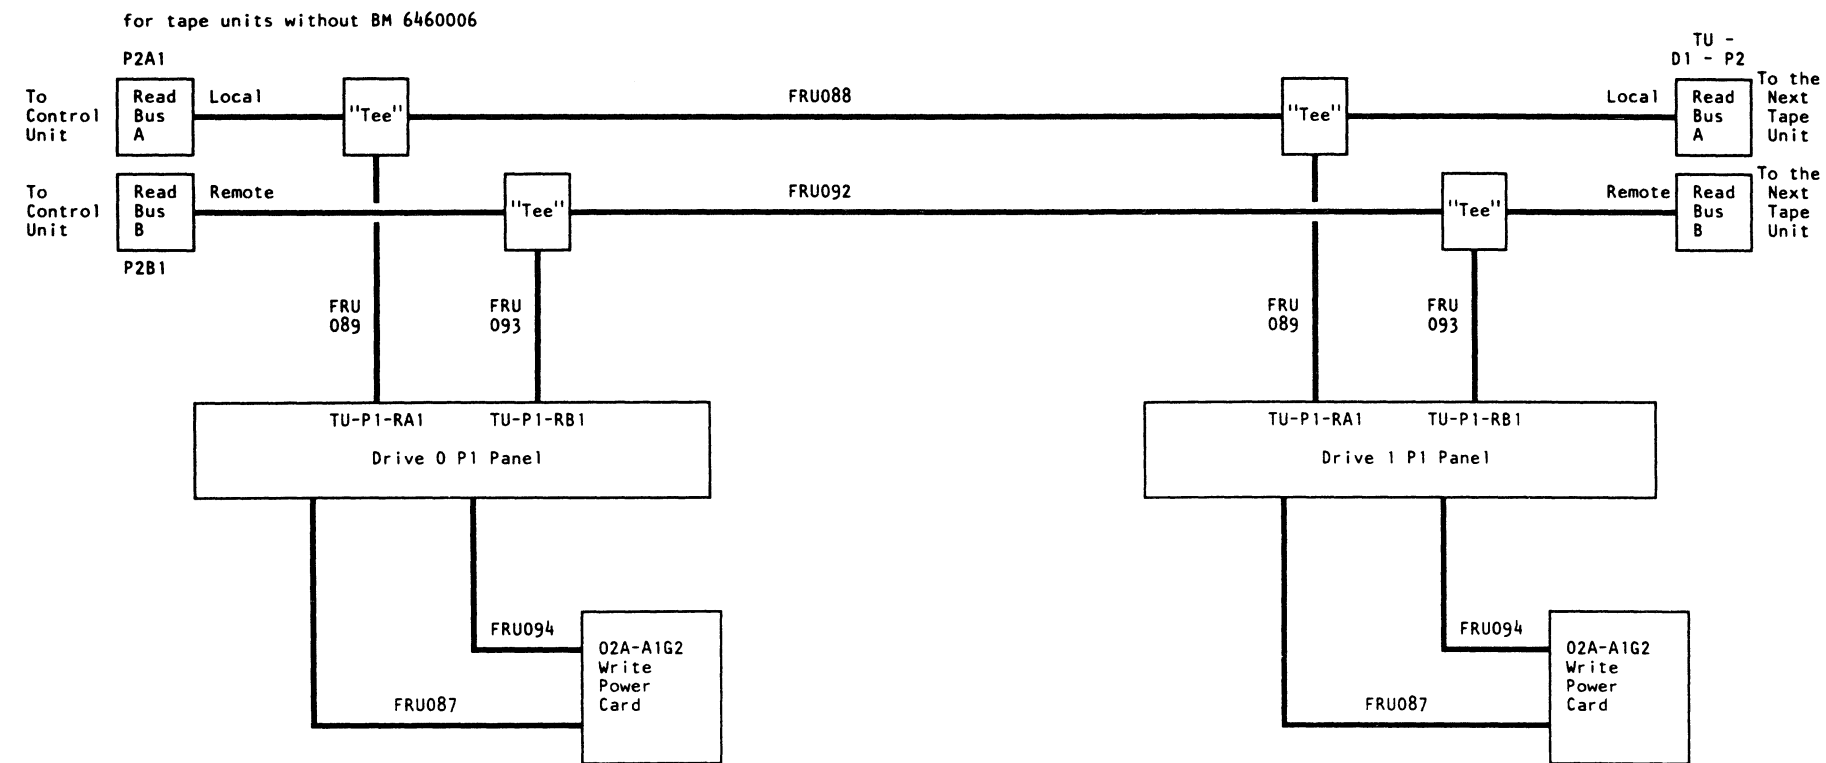 for tape units without BM 6460006
P2A1
TU -
D1 - P2
To
Control
Unit
Read
Bus
A
Local
"Tee"
FRU088
"Tee"
Local
Read
Bus
A
To the
Next
Tape
Unit
To
Control
Unit
Read
Bus
B
Remote
"Tee"
FRU092
"Tee"
Remote
Read
Bus
B
To the
Next
Tape
Unit
P2B1
FRU
089
FRU
093
FRU
089
FRU
093
TU-P1-RA1
TU-P1-RB1
Drive 0 P1 Panel
TU-P1-RA1
TU-P1-RB1
Drive 1 P1 Panel
FRU094
02A-A1G2
Write
Power
Card
FRU087
FRU094
02A-A1G2
Write
Power
Card
FRU087